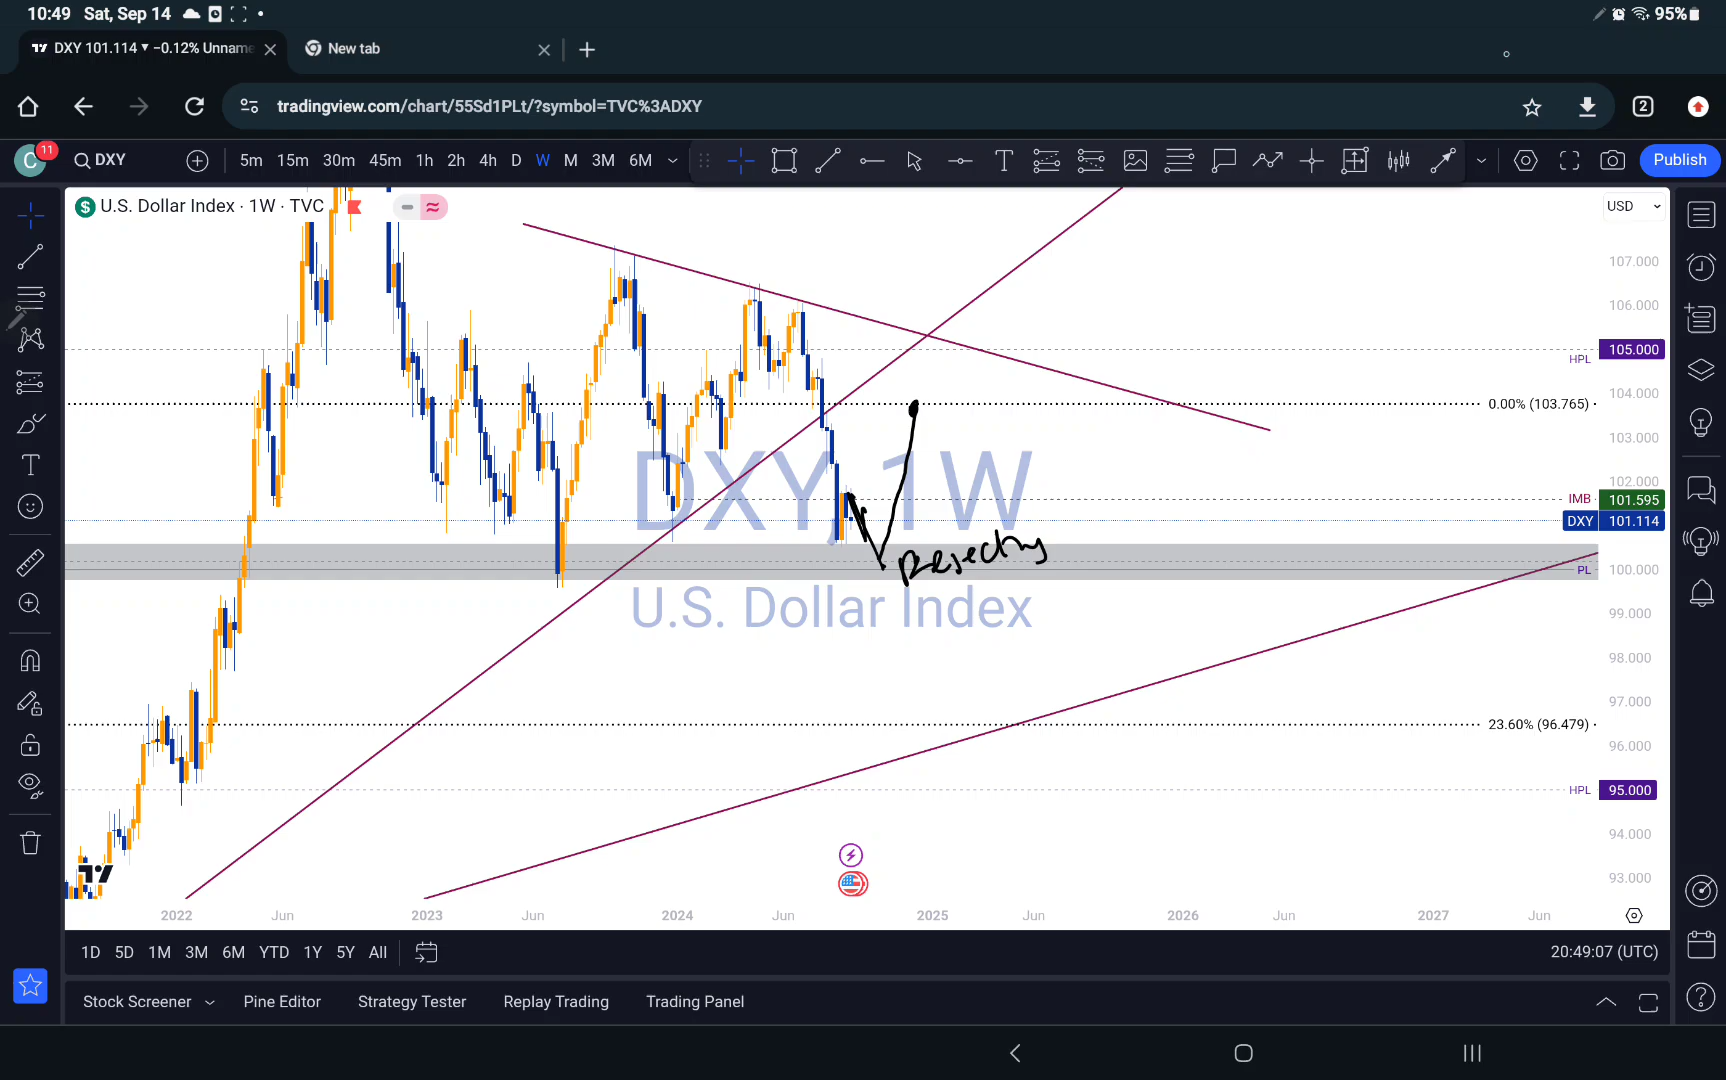 10:49 Sat, Sep 14
95%
DXY 101.114 ▾ −0.12% Unname
New tab
tradingview.com/chart/55Sd1PLt/?symbol=TVC%3ADXY
2
C
11
DXY
5m 15m 30m 45m 1h 2h 4h D W M 3M 6M
T
Publish
U.S. Dollar Index · 1W · TVC
USD
107.000
106.000
HPL 105.000
104.000
0.00% (103.765)
103.000
102.000
IMB 101.595
DXY 101.114
DXY, 1W
U.S. Dollar Index
PL 100.000
99.000
98.000
97.000
23.60% (96.479)
96.000
HPL 95.000
94.000
93.000
2022 Jun 2023 Jun 2024 Jun 2025 Jun 2026 Jun 2027 Jun
1D 5D 1M 3M 6M YTD 1Y 5Y All
20:49:07 (UTC)
Stock Screener Pine Editor Strategy Tester Replay Trading Trading Panel